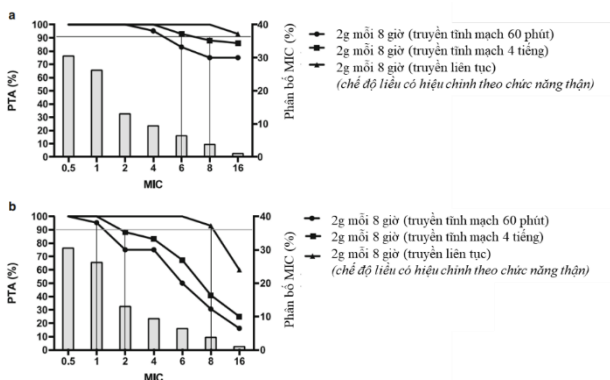 a
PTA (%)
100
90
80
70
60
50
40
30
20
10
0
0.5 1 2 4 6 8 16
MIC
40
30
20
10
0
Phân bố MIC (%)
2g mỗi 8 giờ (truyền tĩnh mạch 60 phút)
2g mỗi 8 giờ (truyền tĩnh mạch 4 tiếng)
2g mỗi 8 giờ (truyền liên tục)
(chế độ liều có hiệu chỉnh theo chức năng thận)
b
PTA (%)
100
90
80
70
60
50
40
30
20
10
0
0.5 1 2 4 6 8 16
MIC
40
30
20
10
0
Phân bố MIC (%)
2g mỗi 8 giờ (truyền tĩnh mạch 60 phút)
2g mỗi 8 giờ (truyền tĩnh mạch 4 tiếng)
2g mỗi 8 giờ (truyền liên tục)
(chế độ liều có hiệu chỉnh theo chức năng thận)